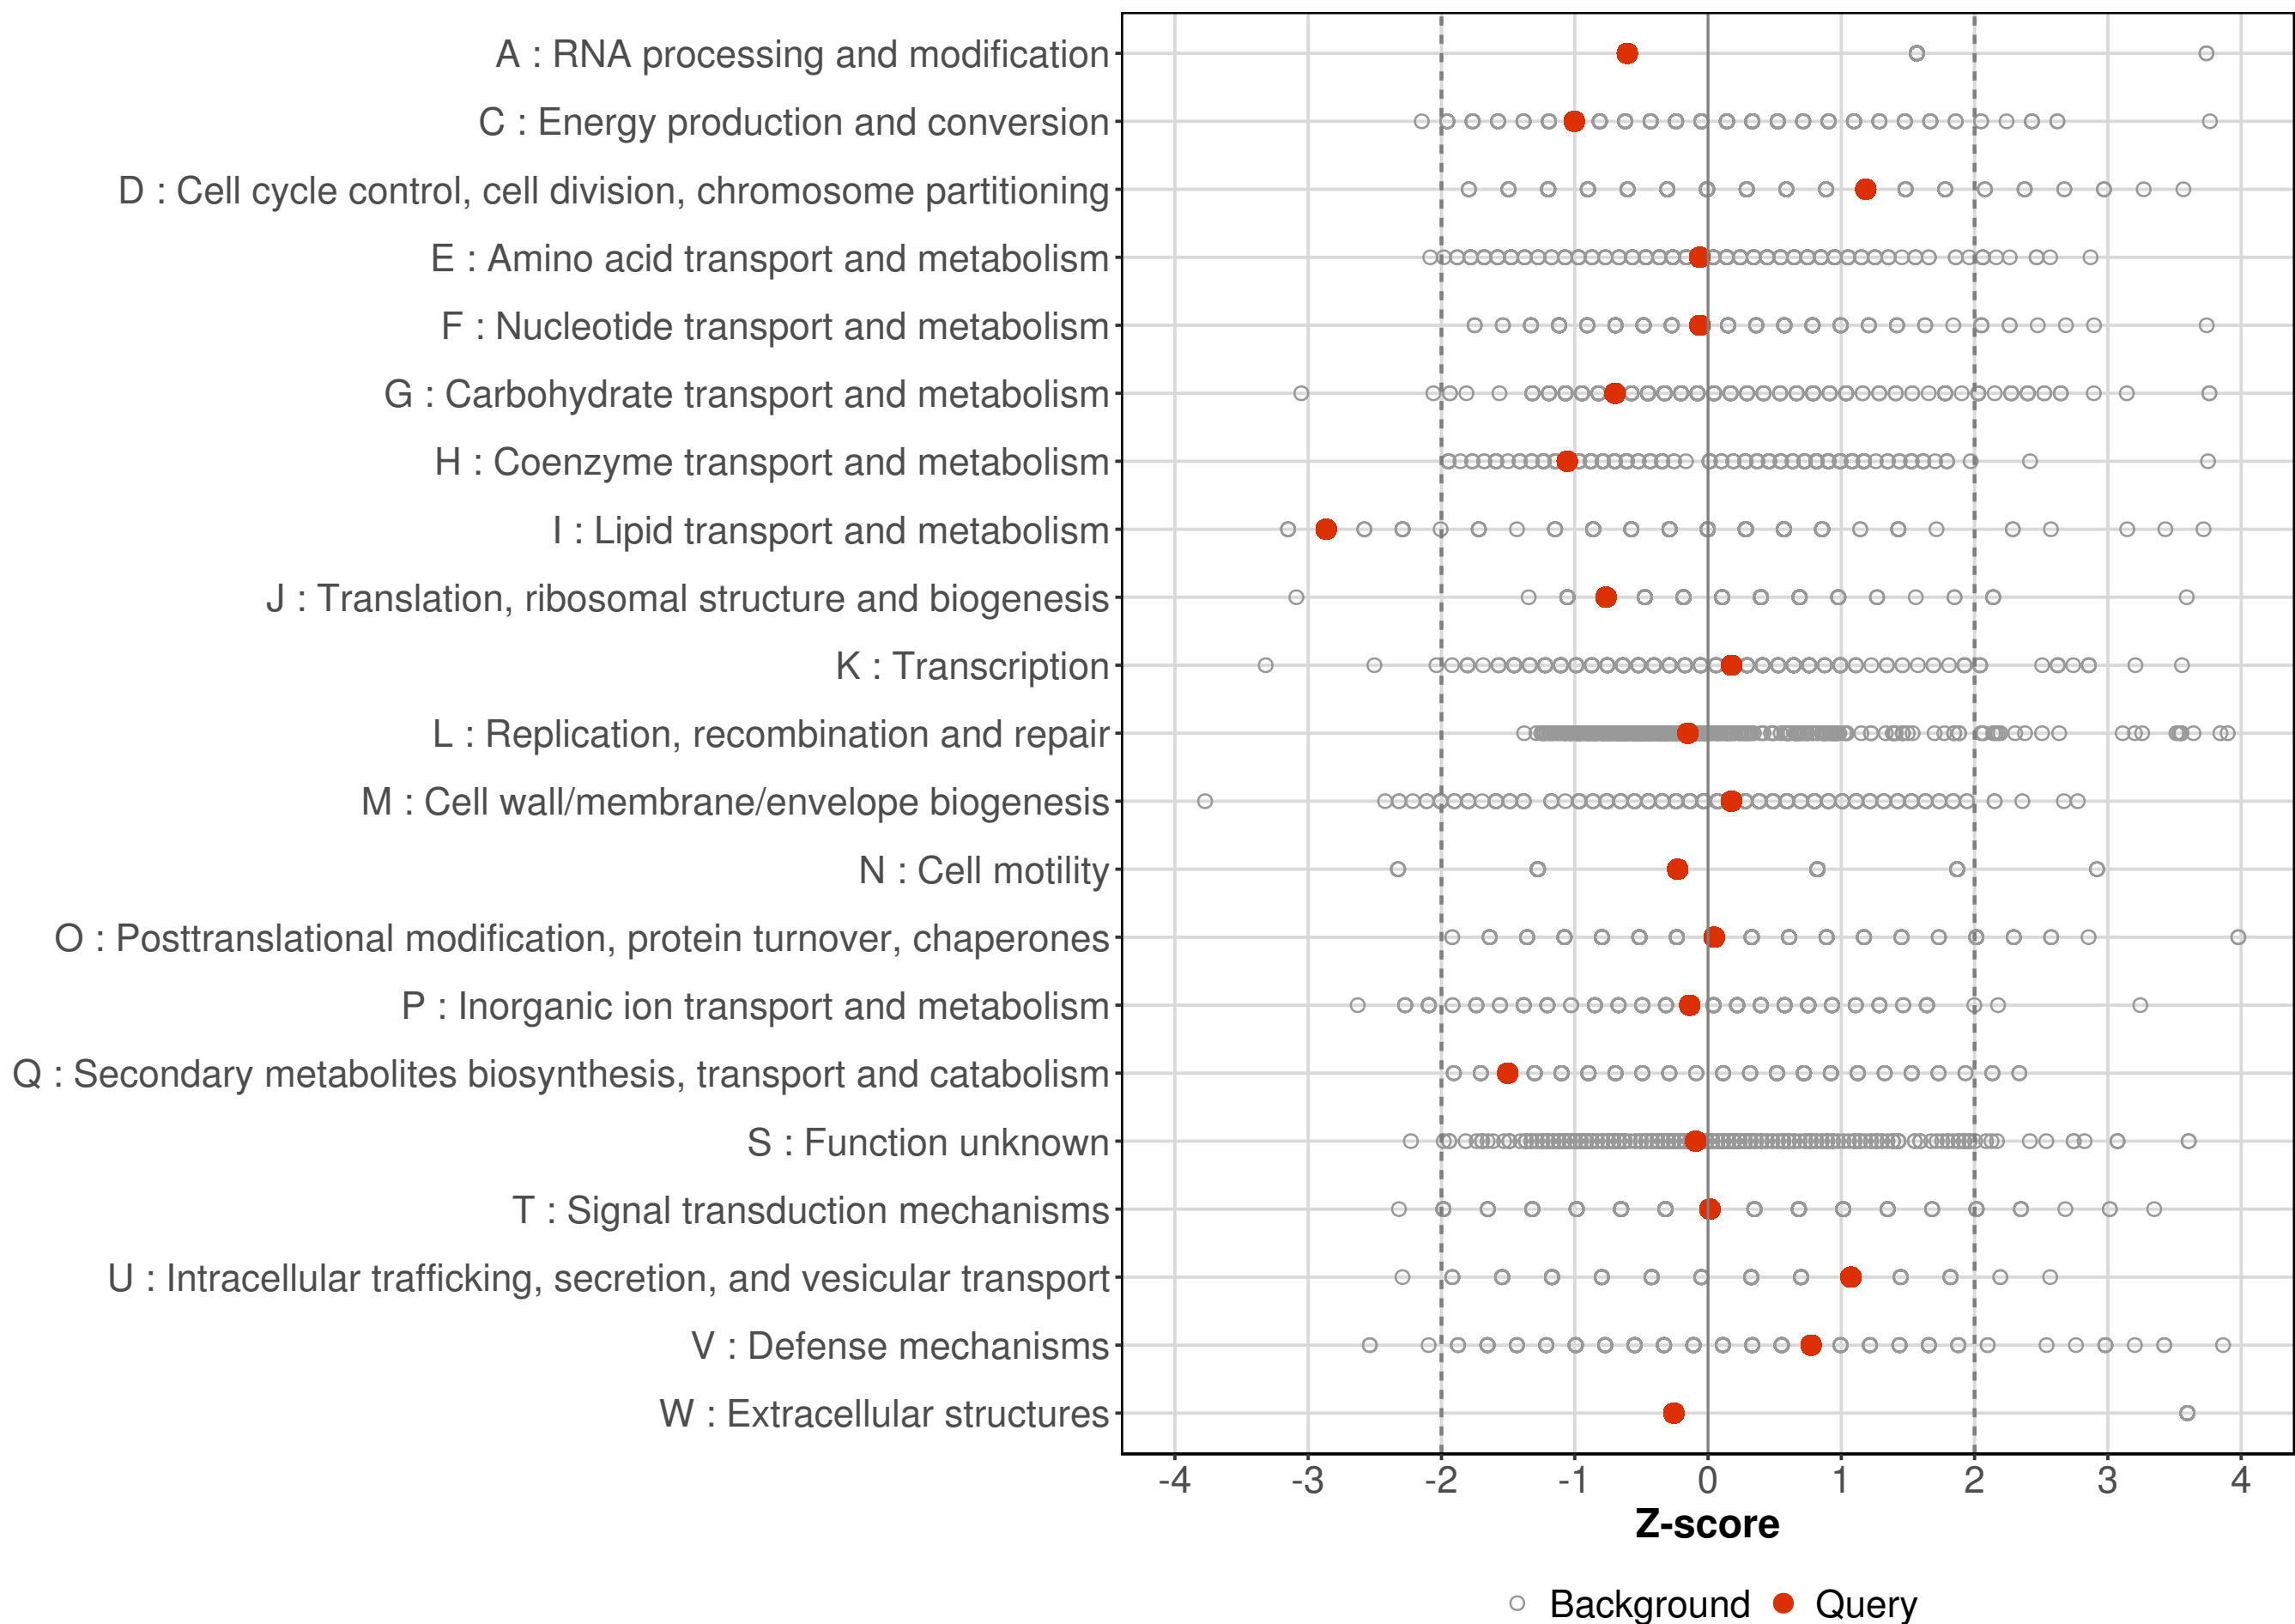 A : RNA processing and modification
C : Energy production and conversion
D : Cell cycle control, cell division, chromosome partitioning
E : Amino acid transport and metabolism
F : Nucleotide transport and metabolism
G : Carbohydrate transport and metabolism
H : Coenzyme transport and metabolism
I : Lipid transport and metabolism
J : Translation, ribosomal structure and biogenesis
K : Transcription
L : Replication, recombination and repair
M : Cell wall/membrane/envelope biogenesis
N : Cell motility
O : Posttranslational modification, protein turnover, chaperones
P : Inorganic ion transport and metabolism
Q : Secondary metabolites biosynthesis, transport and catabolism
S : Function unknown
T : Signal transduction mechanisms
U : Intracellular trafficking, secretion, and vesicular transport
V : Defense mechanisms
W : Extracellular structures
-4 -3 -2 -1 0 1 2 3 4
Z-score
Background Query